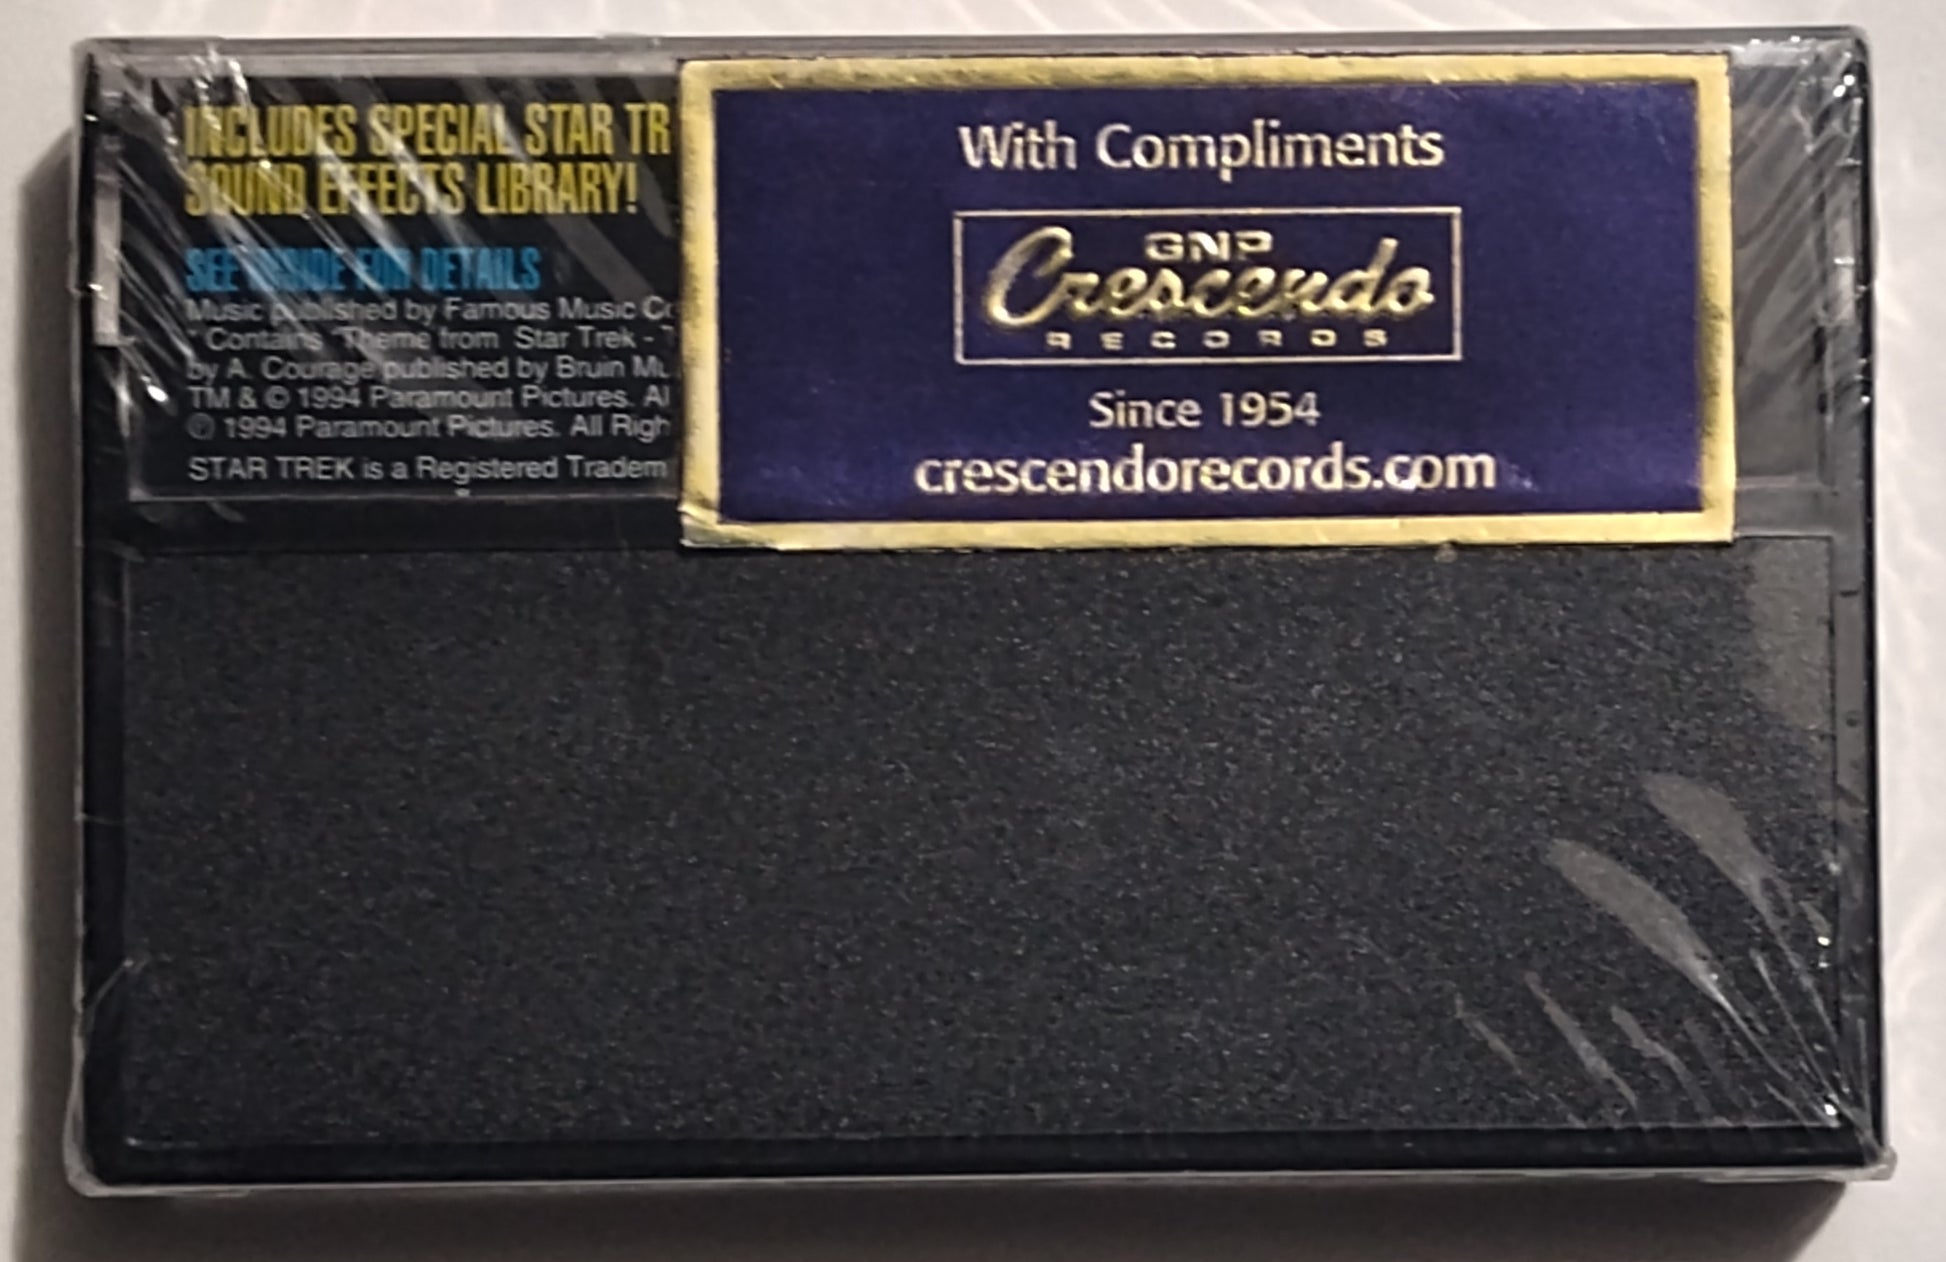 INCLUDES SPECIAL STAR TR
SOUND EFFECTS LIBRARY!
SEE INSIDE FOR DETAILS
Music published by Famous Music Co
* Contains "Theme from Star Trek - T
by A. Courage published by Bruin Mu
TM & © 1994 Paramount Pictures. Al
℗ 1994 Paramount Pictures. All Righ
STAR TREK is a Registered Tradem
With Compliments
GNP
Crescendo
RECORDS
Since 1954
crescendorecords.com